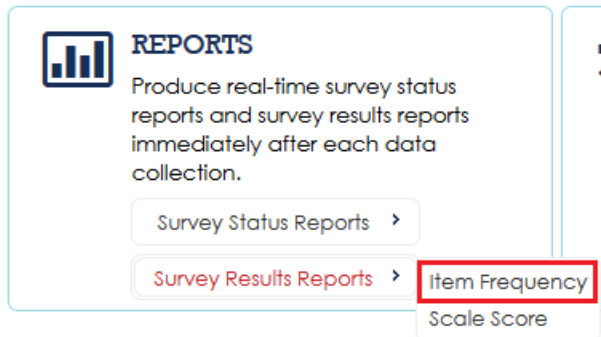 REPORTS
Produce real-time survey status
reports and survey results reports
immediately after each data
collection.
Survey Status Reports >
Survey Results Reports >
Item Frequency
Scale Score